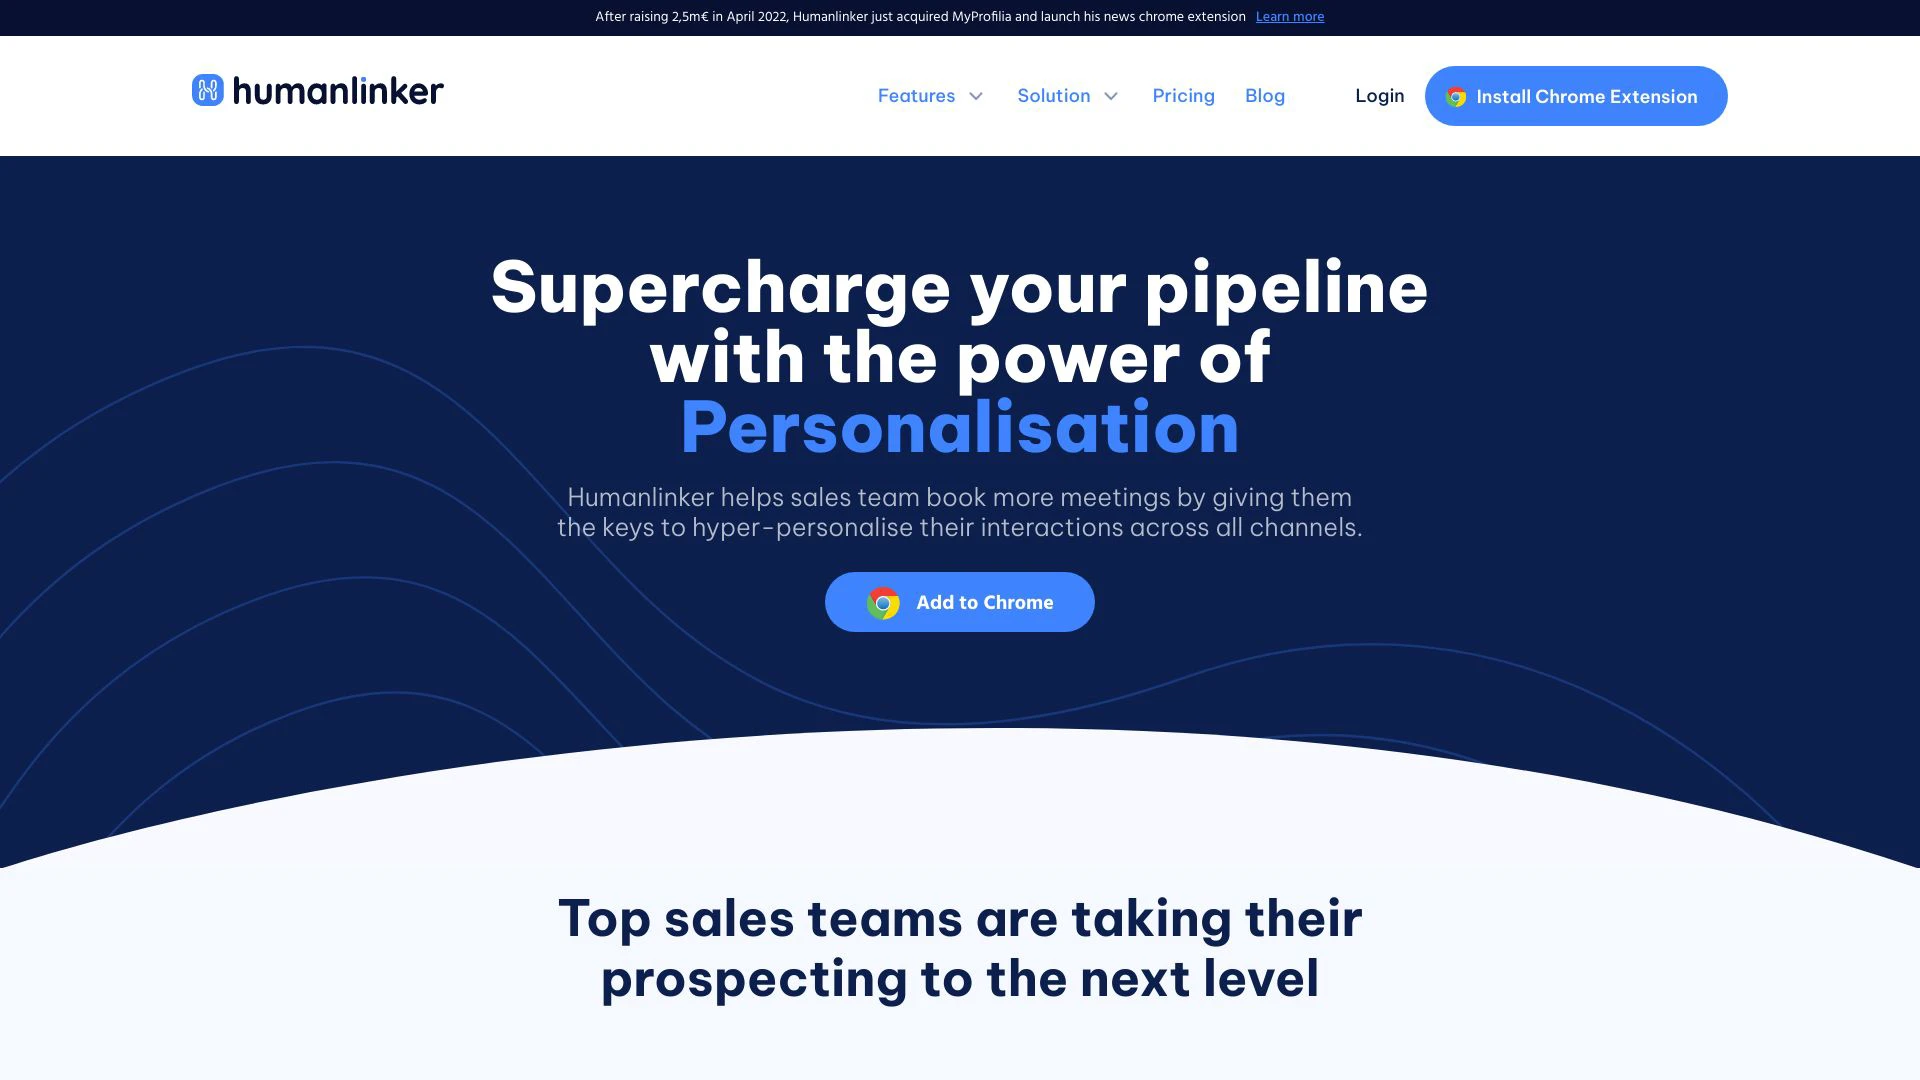 After raising 2,5m€ in April 2022, Humanlinker just acquired MyProfilia and launch his news chrome extension Learn more
humanlinker
Features Solution Pricing Blog Login Install Chrome Extension
Supercharge your pipeline
with the power of
Personalisation
Humanlinker helps sales team book more meetings by giving them
the keys to hyper-personalise their interactions across all channels.
Add to Chrome
Top sales teams are taking their
prospecting to the next level